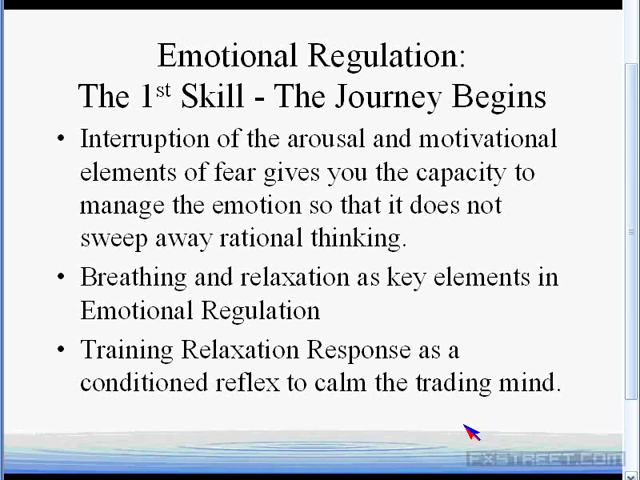 Emotional Regulation:
The 1st Skill - The Journey Begins
• Interruption of the arousal and motivational
elements of fear gives you the capacity to
manage the emotion so that it does not
sweep away rational thinking.
• Breathing and relaxation as key elements in
Emotional Regulation
• Training Relaxation Response as a
conditioned reflex to calm the trading mind.
FXSTREET.COM